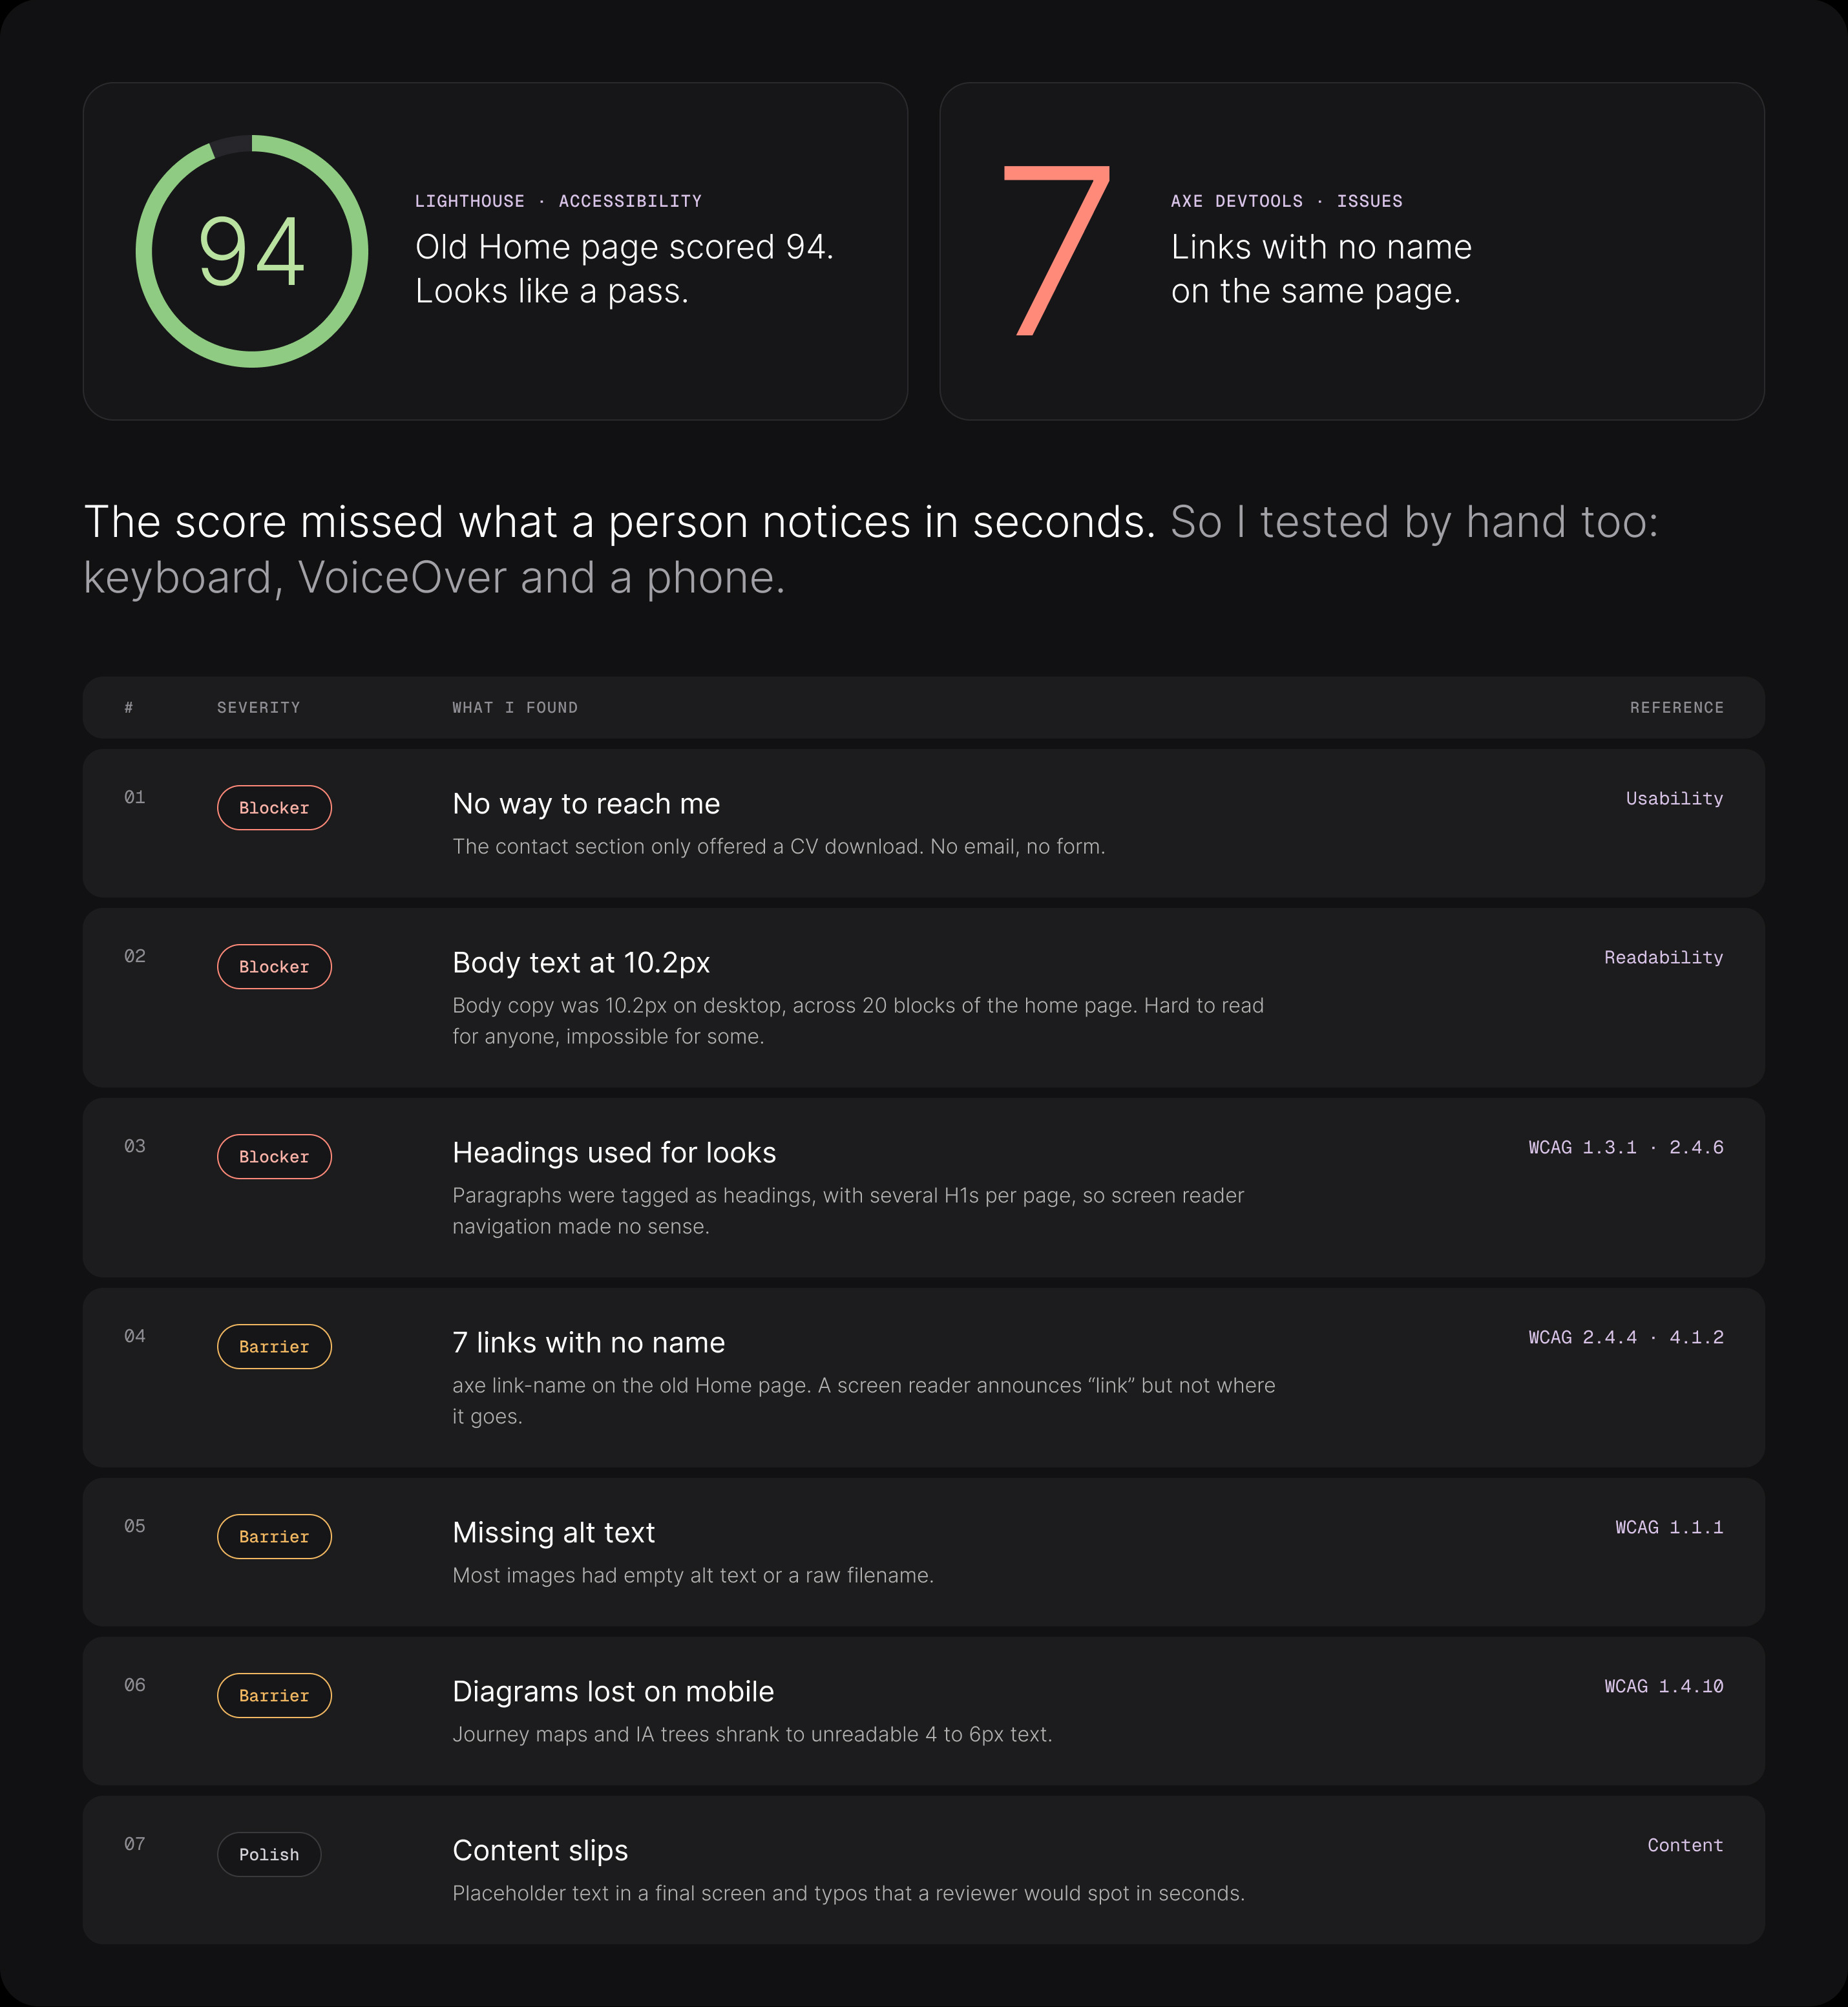 94
LIGHTHOUSE · ACCESSIBILITY
Old Home page scored 94.
Looks like a pass.
7
AXE DEVTOOLS · ISSUES
Links with no name
on the same page.
The score missed what a person notices in seconds. So I tested by hand too:
keyboard, VoiceOver and a phone.
# SEVERITY WHAT I FOUND REFERENCE
01 Blocker No way to reach me Usability
The contact section only offered a CV download. No email, no form.
02 Blocker Body text at 10.2px Readability
Body copy was 10.2px on desktop, across 20 blocks of the home page. Hard to read
for anyone, impossible for some.
03 Blocker Headings used for looks WCAG 1.3.1 · 2.4.6
Paragraphs were tagged as headings, with several H1s per page, so screen reader
navigation made no sense.
04 Barrier 7 links with no name WCAG 2.4.4 · 4.1.2
axe link-name on the old Home page. A screen reader announces “link” but not where
it goes.
05 Barrier Missing alt text WCAG 1.1.1
Most images had empty alt text or a raw filename.
06 Barrier Diagrams lost on mobile WCAG 1.4.10
Journey maps and IA trees shrank to unreadable 4 to 6px text.
07 Polish Content slips Content
Placeholder text in a final screen and typos that a reviewer would spot in seconds.